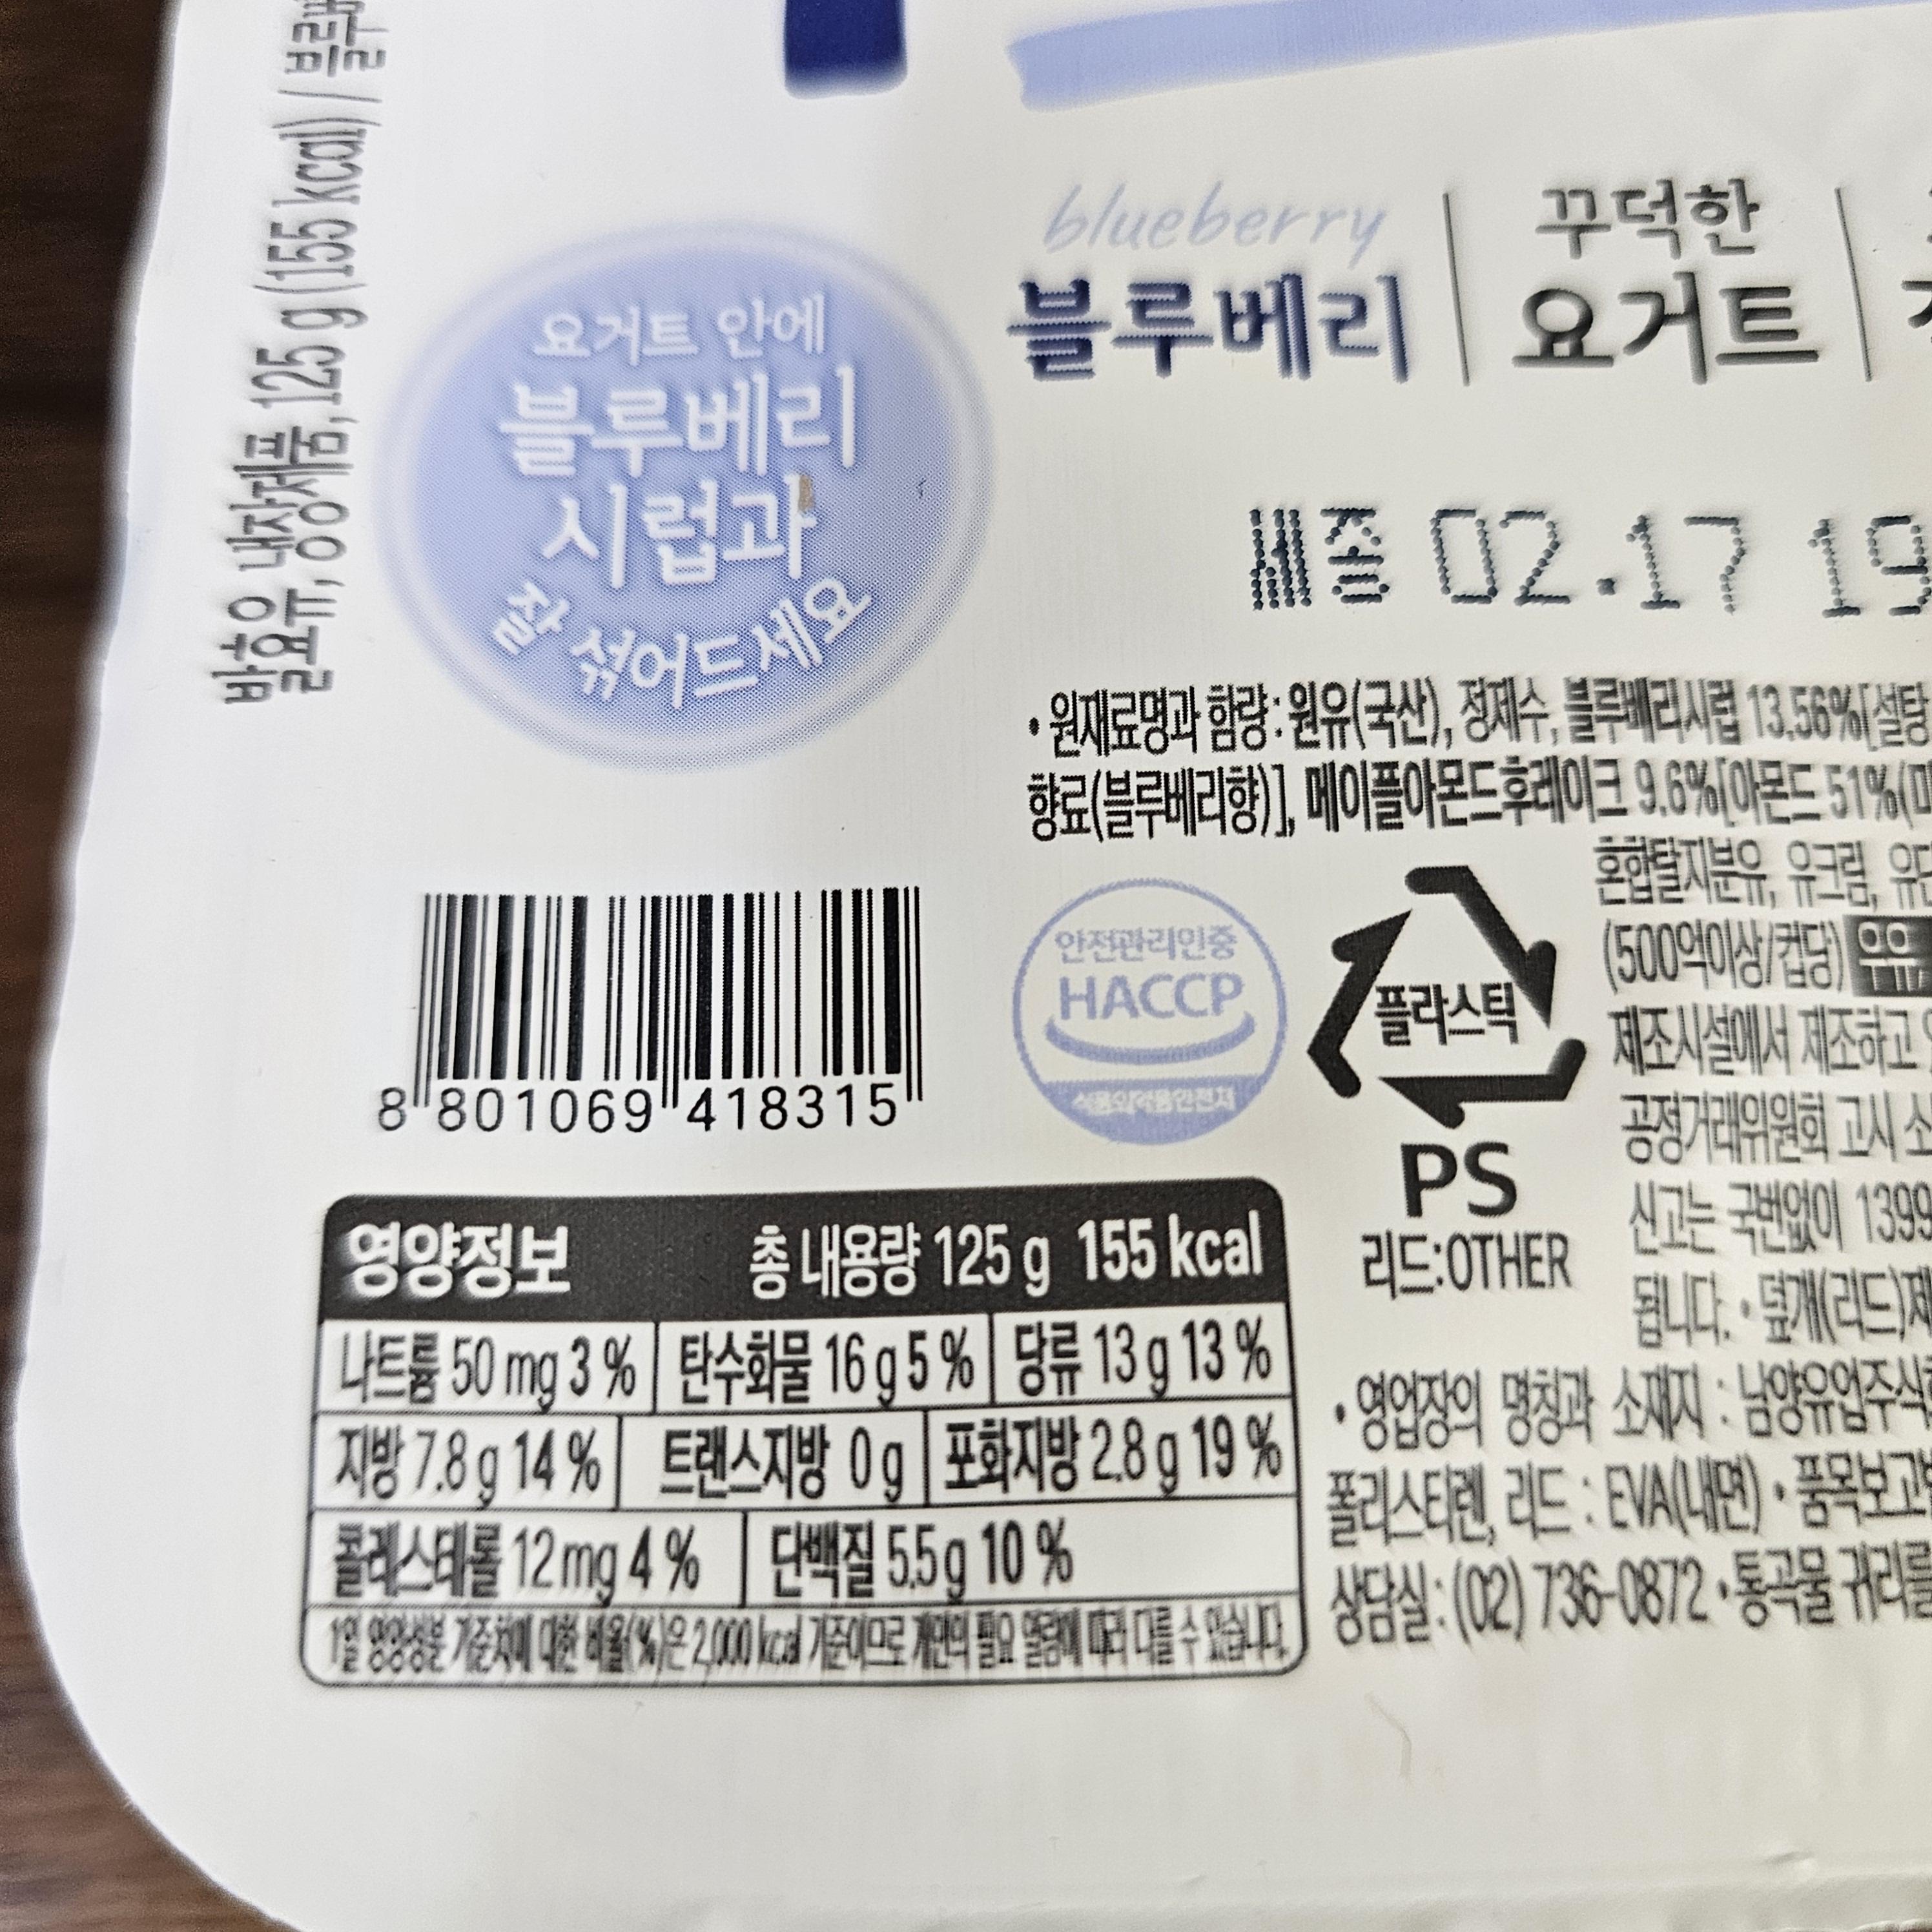 발효유, 냉장제품, 125 g (155 kcal) /
요거트 안에
블루베리
시럽과
잘 섞어드세요
blueberry
블루베리
꾸덕한
요거트
제조 02.17 19
• 원재료명과 함량 : 원유(국산), 정제수, 블루베리시럽 13.56%[설탕
향료(블루베리향)], 메이플아몬드후레이크 9.6%[아몬드 51%(미
혼합탈지분유, 유크림,
(500억이상/컵당) 우유
제조시설에서 제조하고
공정거래위원회 고시 소
신고는 국번없이 1399
됩니다. • 덮개(리드)제
안전관리인증
HACCP
식품의약품안전처
플라스틱
PS
리드:OTHER
8 801069 418315
영양정보 총 내용량 125 g 155 kcal
나트륨 50 mg 3 % 탄수화물 16 g 5 % 당류 13 g 13 %
지방 7.8 g 14 % 트랜스지방 0 g 포화지방 2.8 g 19 %
콜레스테롤 12 mg 4 % 단백질 5.5 g 10 %
1일 영양성분 기준치에 대한 비율(%)은 2,000 kcal 기준이므로 개인의 필요 열량에 따라 다를 수 있습니다.
• 영업장의 명칭과 소재지 : 남양유업주식
폴리스티렌, 리드 : EVA(내면) • 품목보고
상담실 : (02) 736-0872 • 통곡물 귀리를